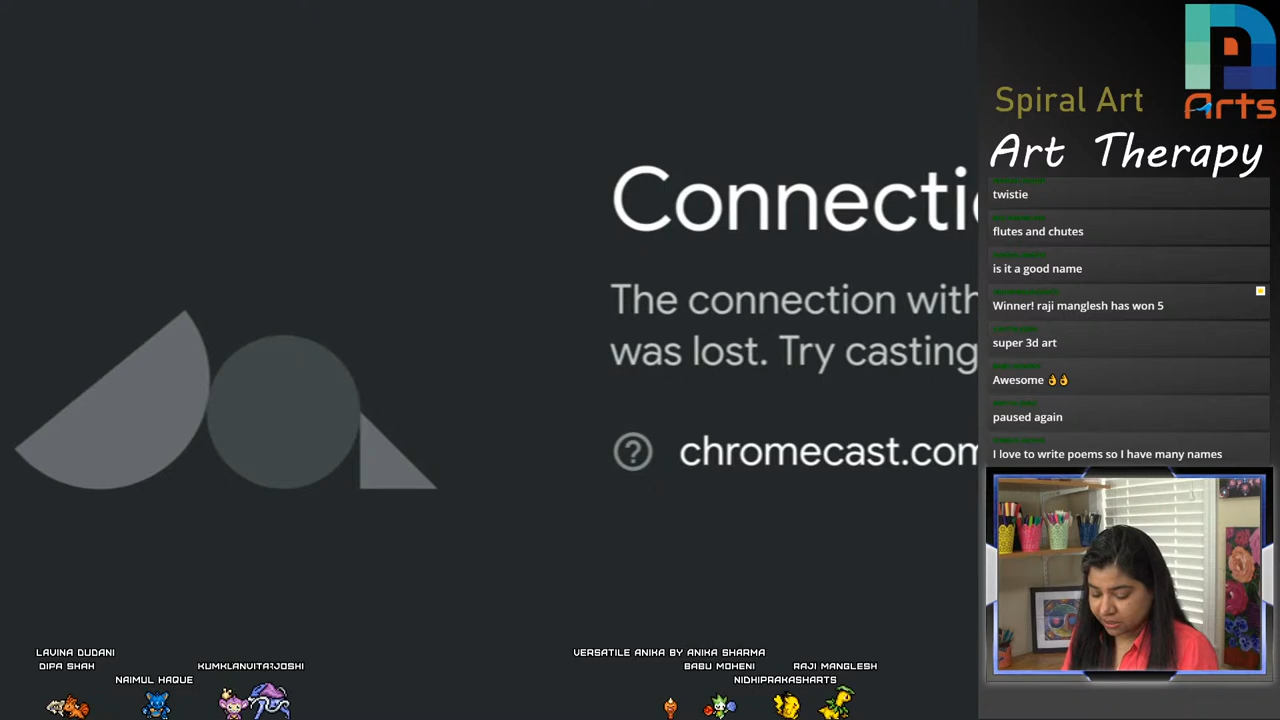 Connectio
The connection with
was lost. Try casting
chromecast.com
Arts
Spiral Art
Art Therapy
twistie
flutes and chutes
is it a good name
Winner! raji manglesh has won 5
super 3d art
Awesome 👌👌
paused again
I love to write poems so I have many names
LAVINA DUDANI
DIPA SHAH
KUMKLANVITA JOSHI
NAIMUL HAQUE
VERSATILE ANIKA BY ANIKA SHARMA
BABU MOHENI
RAJI MANGLESH
NIDHIPRAKASHARTS